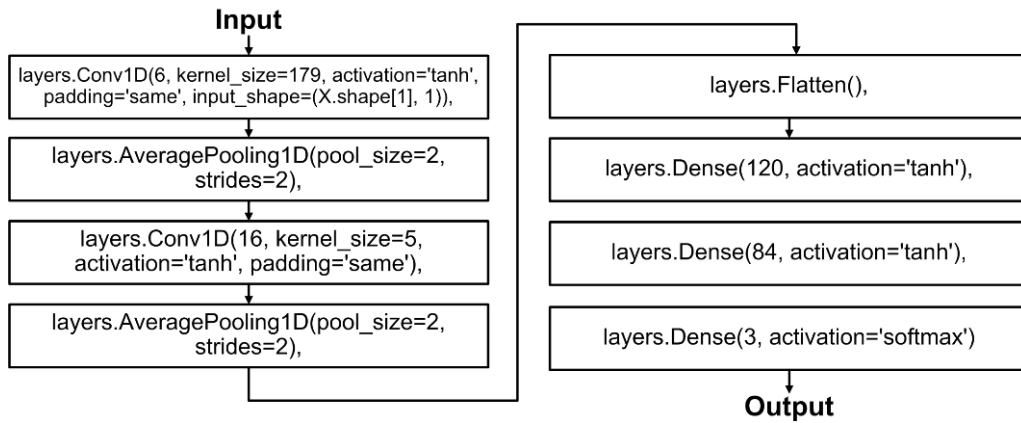 Input
layers.Conv1D(6, kernel_size=179, activation='tanh',
padding='same', input_shape=(X.shape[1], 1)),
layers.AveragePooling1D(pool_size=2,
strides=2),
layers.Conv1D(16, kernel_size=5,
activation='tanh', padding='same'),
layers.AveragePooling1D(pool_size=2,
strides=2),
layers.Flatten(),
layers.Dense(120, activation='tanh'),
layers.Dense(84, activation='tanh'),
layers.Dense(3, activation='softmax')
Output